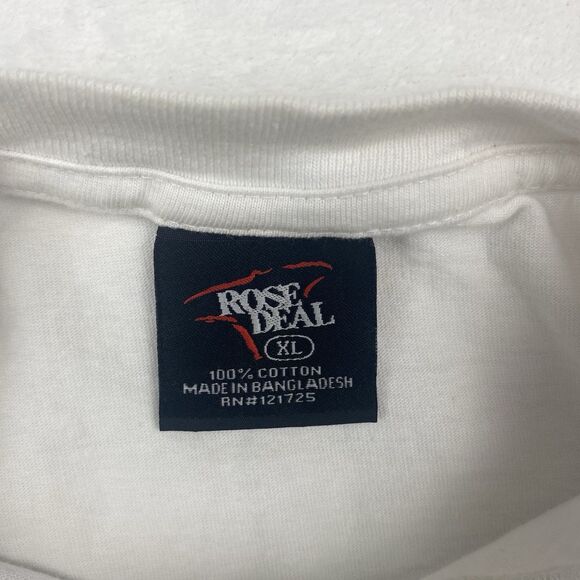 ROSE
DEAL
XL
100% COTTON
MADE IN BANGLADESH
RN#121725